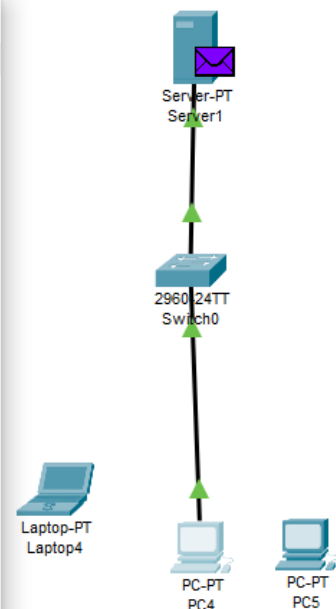 Server-PT
Server1
2960-24TT
Switch0
Laptop-PT
Laptop4
PC-PT
PC4
PC-PT
PC5